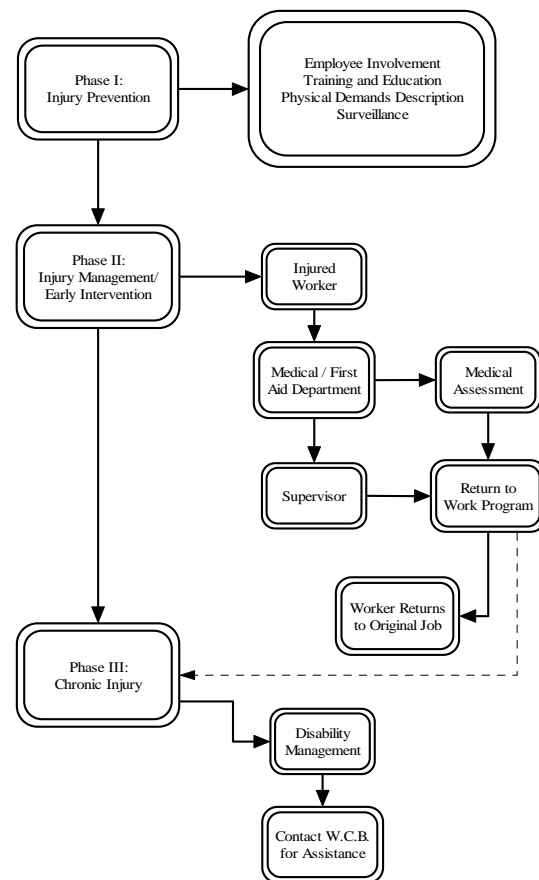 Phase I:
Injury Prevention
Employee Involvement
Training and Education
Physical Demands Description
Surveillance
Phase II:
Injury Management/
Early Intervention
Injured
Worker
Medical / First
Aid Department
Medical
Assessment
Supervisor
Return to
Work Program
Worker Returns
to Original Job
Phase III:
Chronic Injury
Disability
Management
Contact W.C.B.
for Assistance